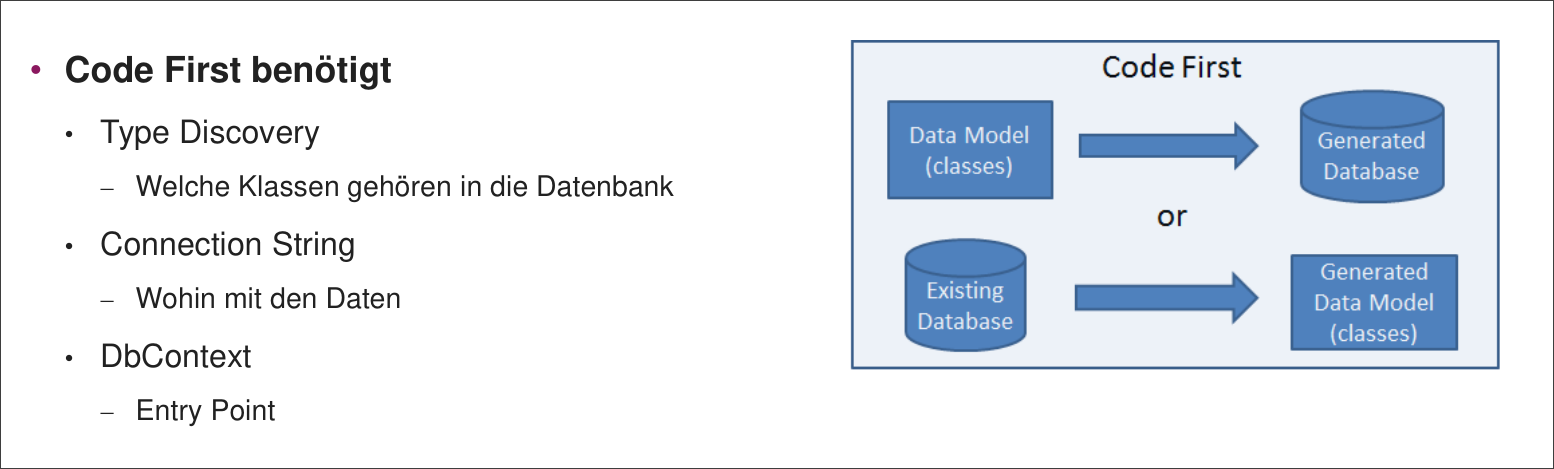 • Code First benötigt
• Type Discovery
– Welche Klassen gehören in die Datenbank
• Connection String
– Wohin mit den Daten
• DbContext
– Entry Point
Code First
Data Model
(classes)
Generated
Database
or
Existing
Database
Generated
Data Model
(classes)